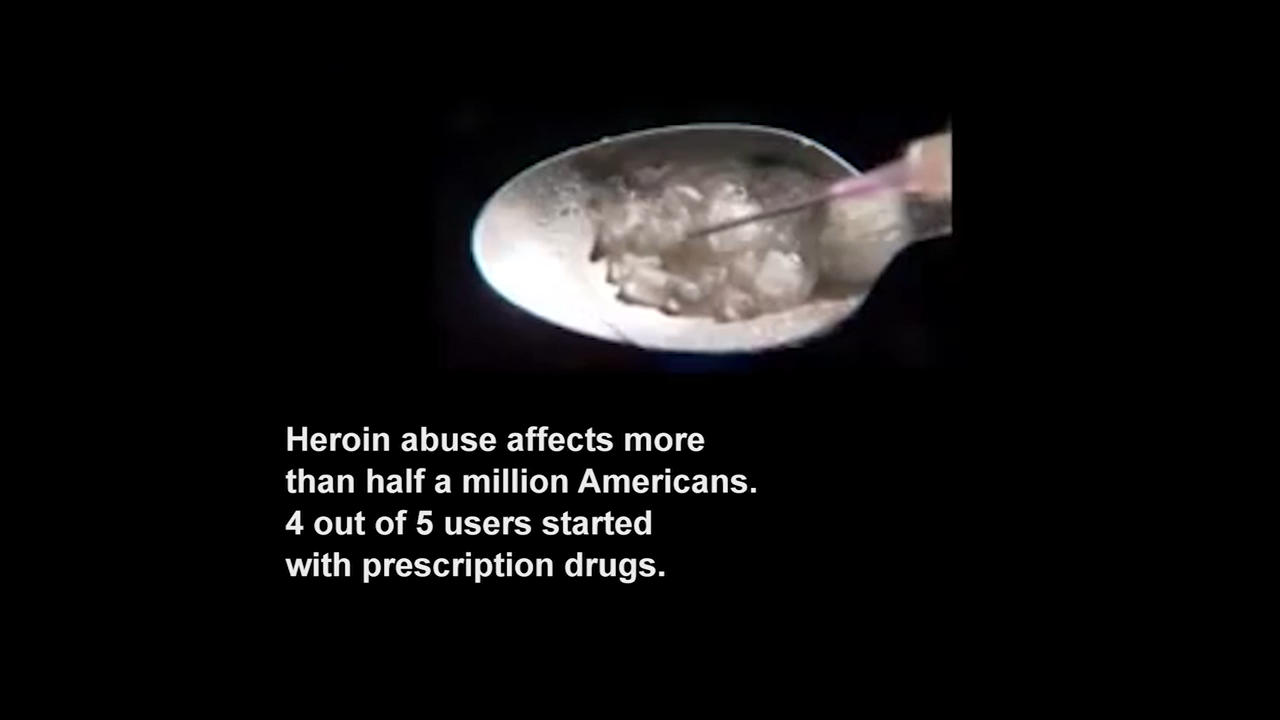 Heroin abuse affects more
than half a million Americans.
4 out of 5 users started
with prescription drugs.